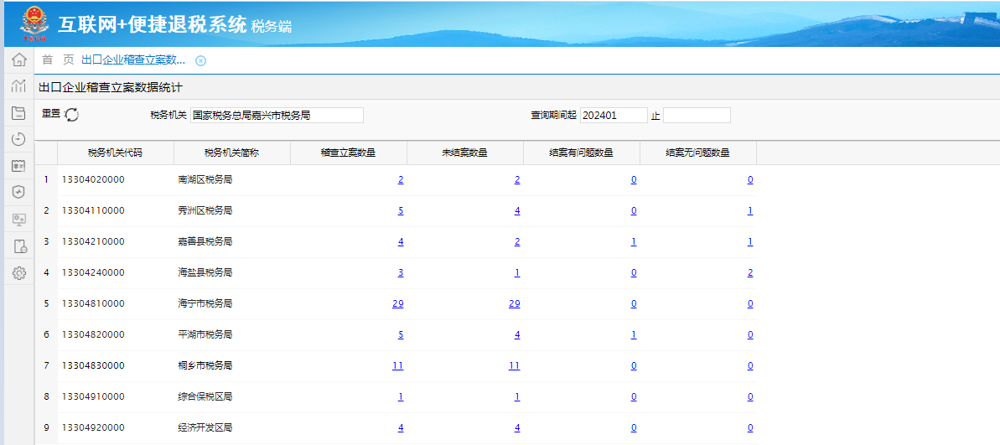 互联网+便捷退税系统 税务端
首 页 出口企业稽查立案数...
出口企业稽查立案数据统计
重置 税务机关 国家税务总局嘉兴市税务局 查询期间起 202401 止
税务机关代码 税务机关简称 稽查立案数量 未结案数量 结案有问题数量 结案无问题数量
1 13304020000 南湖区税务局 2 2 0 0
2 13304110000 秀洲区税务局 5 4 0 1
3 13304210000 嘉善县税务局 4 2 1 1
4 13304240000 海盐县税务局 3 1 0 2
5 13304810000 海宁市税务局 29 29 0 0
6 13304820000 平湖市税务局 5 4 1 0
7 13304830000 桐乡市税务局 11 11 0 0
8 13304910000 综合保税区局 1 1 0 0
9 13304920000 经济开发区局 4 4 0 0